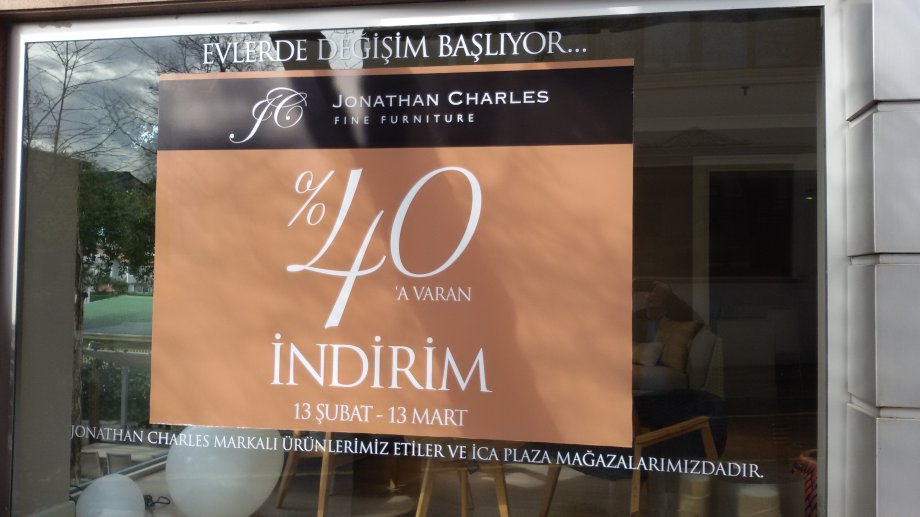 EVLERDE DEĞİŞİM BAŞLIYOR...
JC JONATHAN CHARLES
FINE FURNITURE
%40
'A VARAN
İNDİRİM
13 ŞUBAT - 13 MART
JONATHAN CHARLES MARKALI ÜRÜNLERİMİZ ETİLER VE İCA PLAZA MAĞAZALARIMIZDADIR.